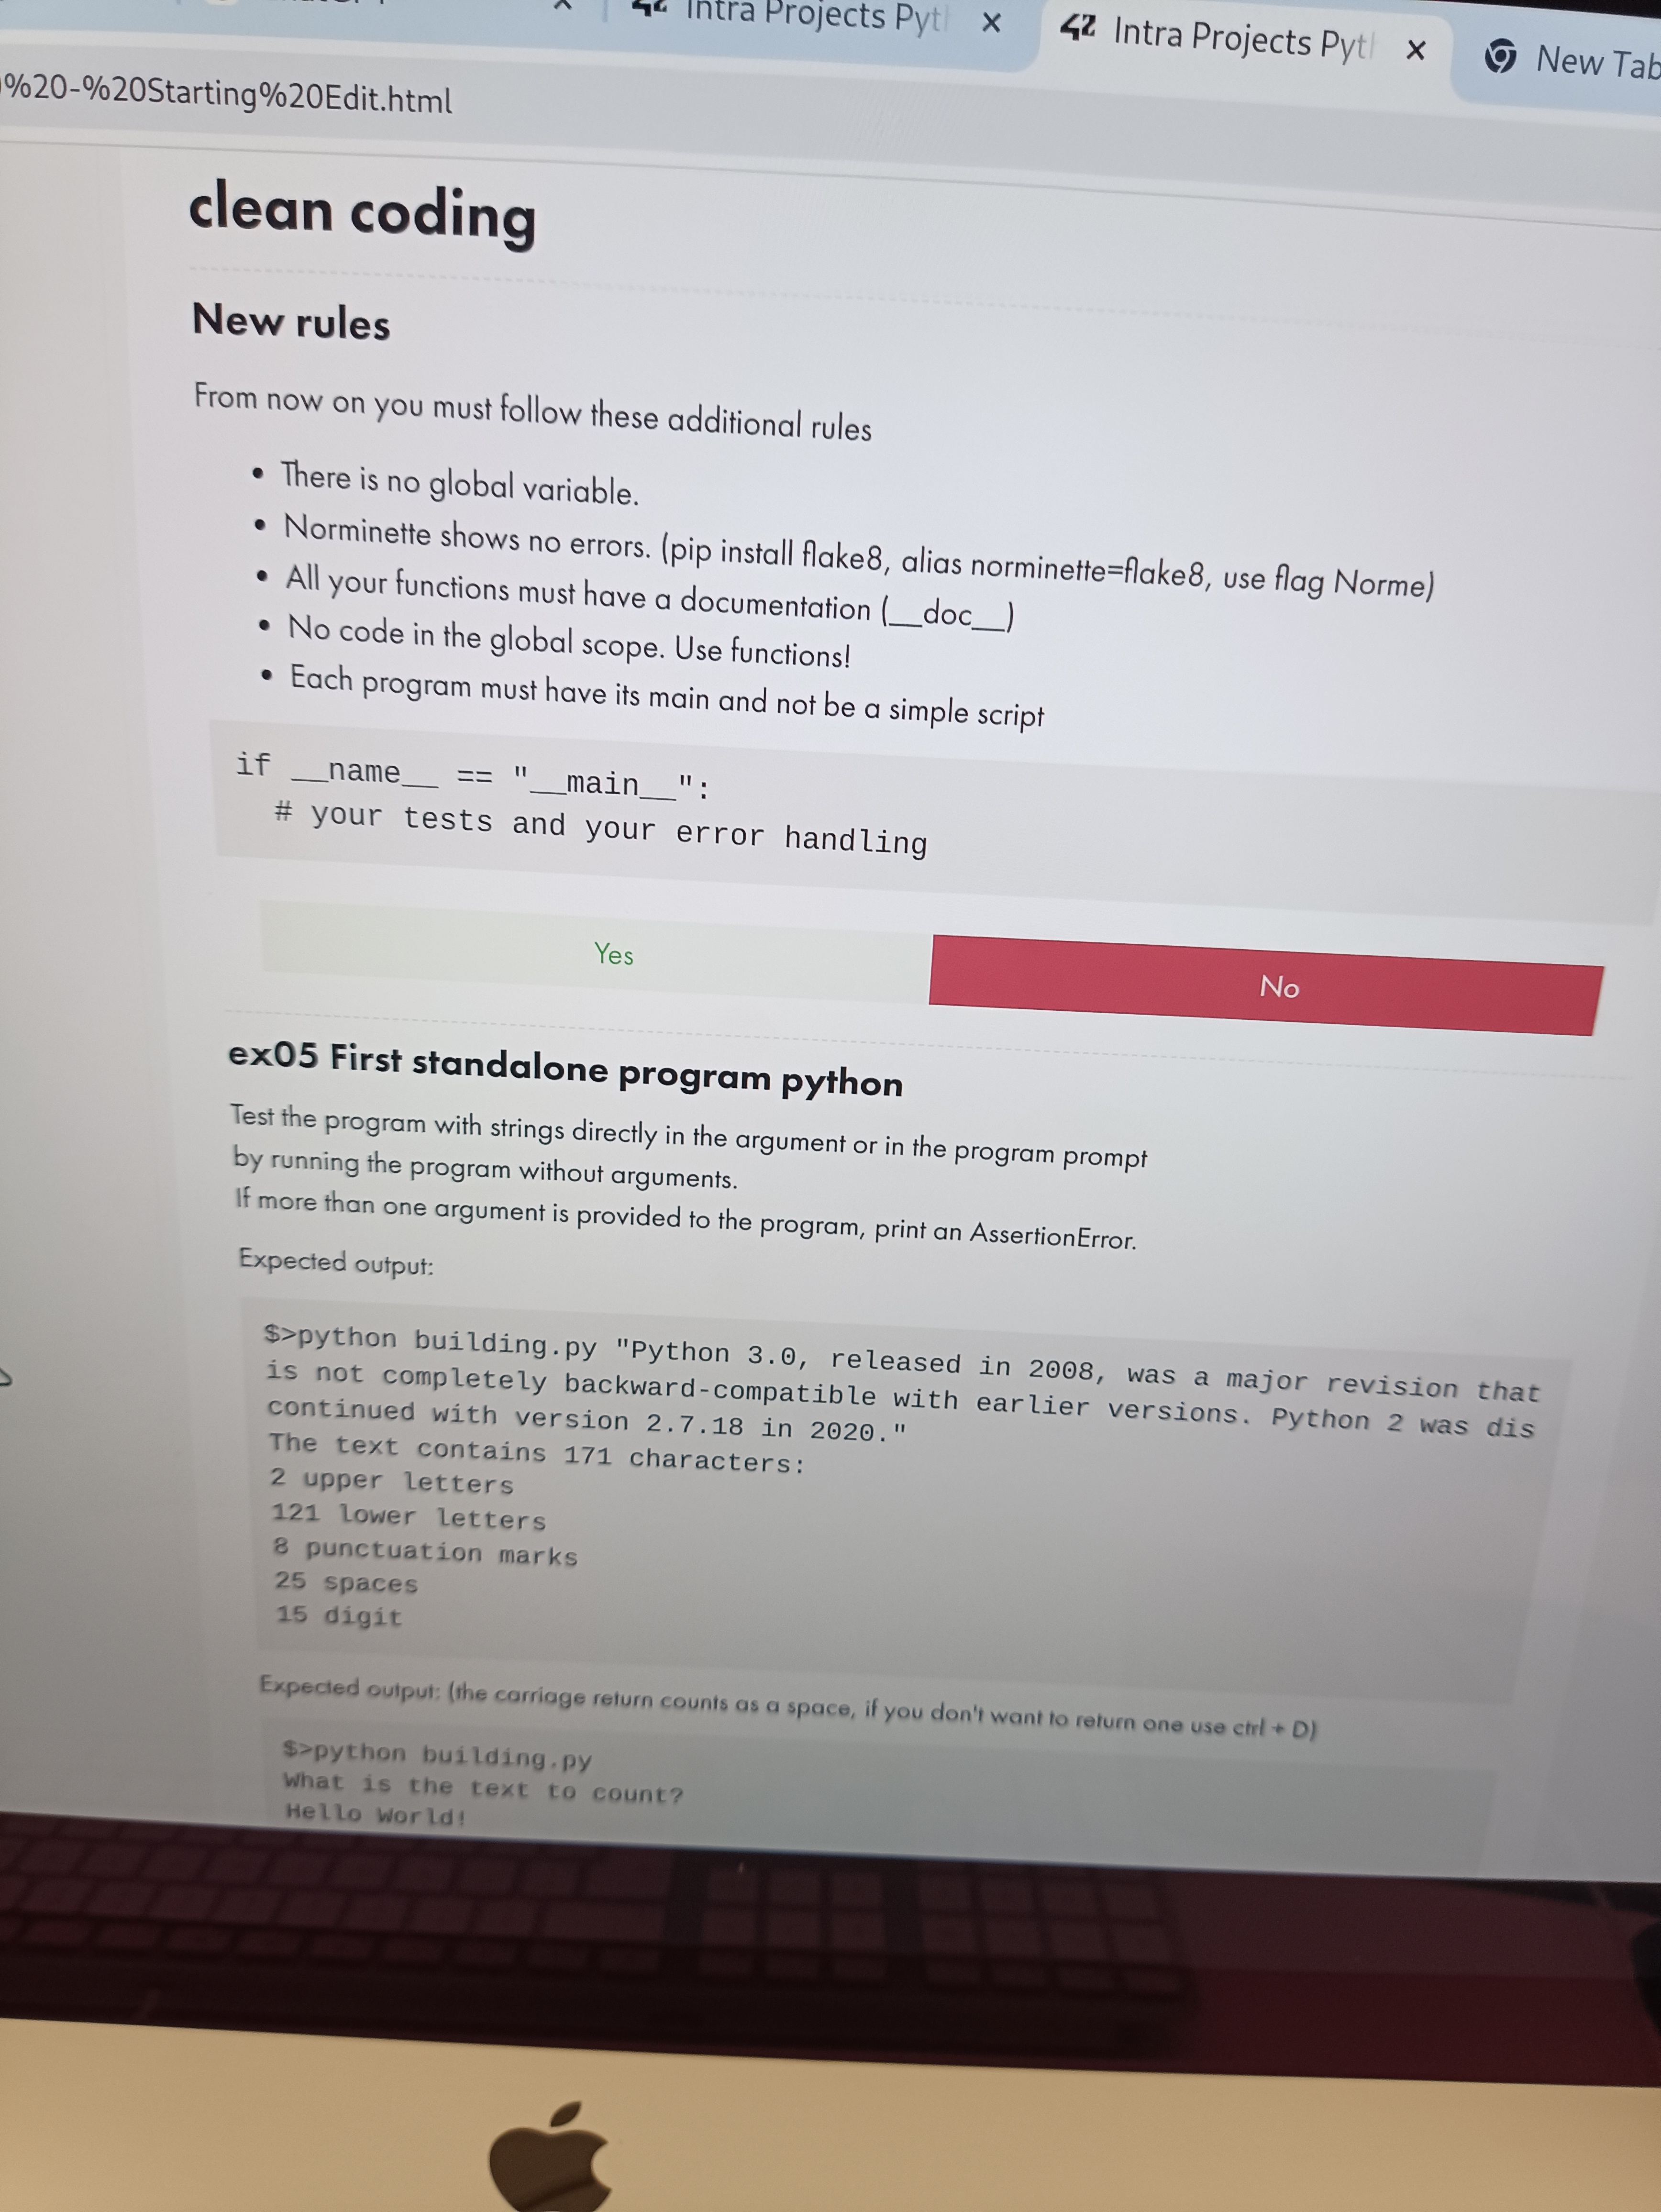 Intra Projects Pyt
42 Intra Projects Pyt
New Tab
%20-%20Starting%20Edit.html
clean coding
New rules
From now on you must follow these additional rules
• There is no global variable.
• Norminette shows no errors. (pip install flake8, alias norminette=flake8, use flag Norme)
• All your functions must have a documentation (__doc__)
• No code in the global scope. Use functions!
• Each program must have its main and not be a simple script
if __name__ == "__main__":
# your tests and your error handling
Yes
No
ex05 First standalone program python
Test the program with strings directly in the argument or in the program prompt
by running the program without arguments.
If more than one argument is provided to the program, print an AssertionError.
Expected output:
$>python building.py "Python 3.0, released in 2008, was a major revision that
is not completely backward-compatible with earlier versions. Python 2 was dis
continued with version 2.7.18 in 2020."
The text contains 171 characters:
2 upper letters
121 lower letters
8 punctuation marks
25 spaces
15 digit
Expected output: (the carriage return counts as a space, if you don't want to return one use ctrl + D)
$>python building.py
What is the text to count?
Hello World!